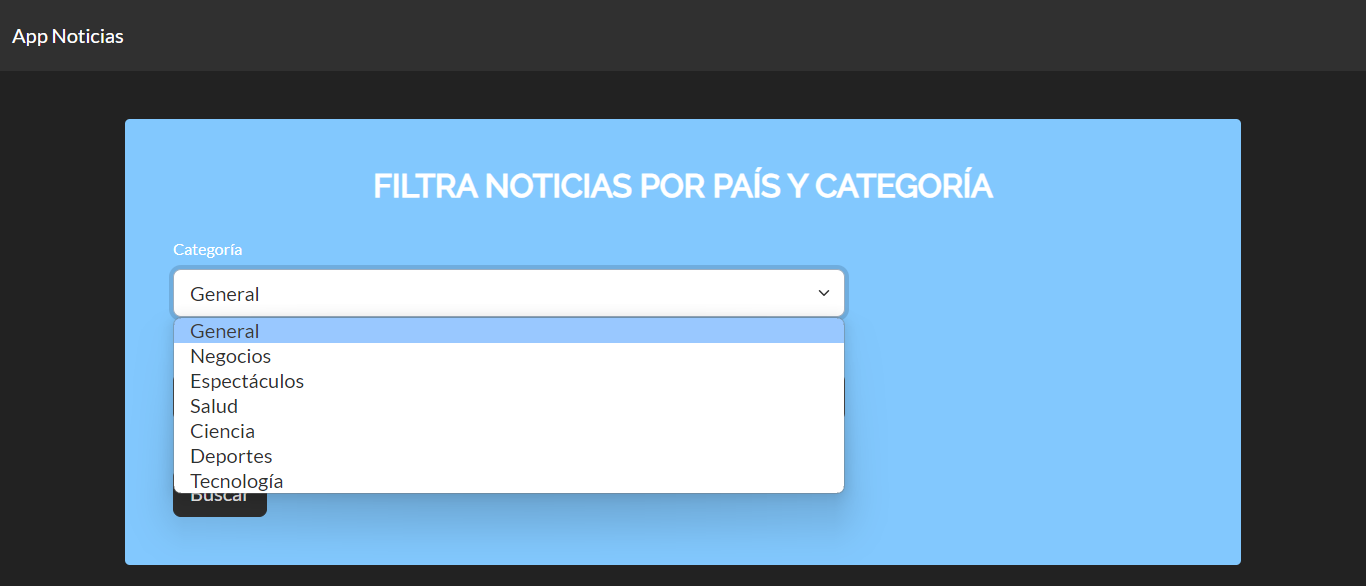 App Noticias
FILTRA NOTICIAS POR PAÍS Y CATEGORÍA
Categoría
General
General
Negocios
Espectáculos
Salud
Ciencia
Deportes
Tecnología
Buscar